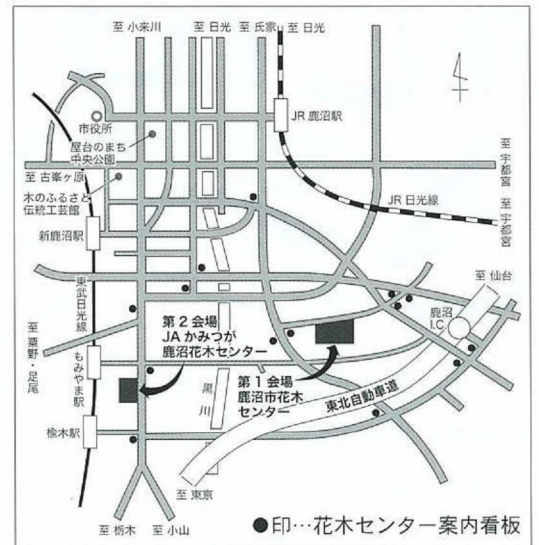 至 小来川
至 日光
至 氏家
至 日光
市役所
JR 鹿沼駅
屋台のまち
中央公園
至 古峯ヶ原
至 宇都宮
木のふるさと
伝統工芸館
JR 日光線
至 宇都宮
新鹿沼駅
至 仙台
東武日光線
鹿沼
I.C.
第2会場
JAかみつが
鹿沼花木センター
至 粟野・足尾
もみやま駅
第1会場
鹿沼市花木
センター
黒川
東北自動車道
楡木駅
至 東京
至 栃木
至 小山
●印…花木センター案内看板